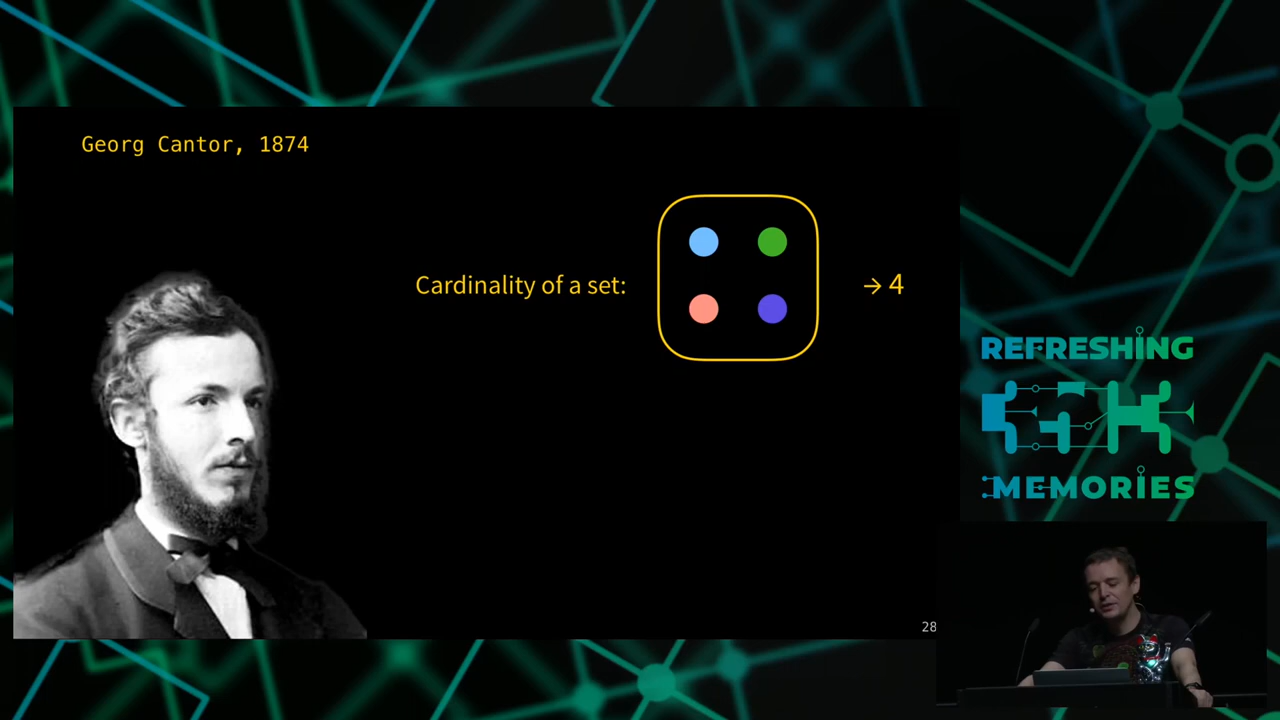 Georg Cantor, 1874
Cardinality of a set:
→ 4
28
REFRESHING
MEMORIES